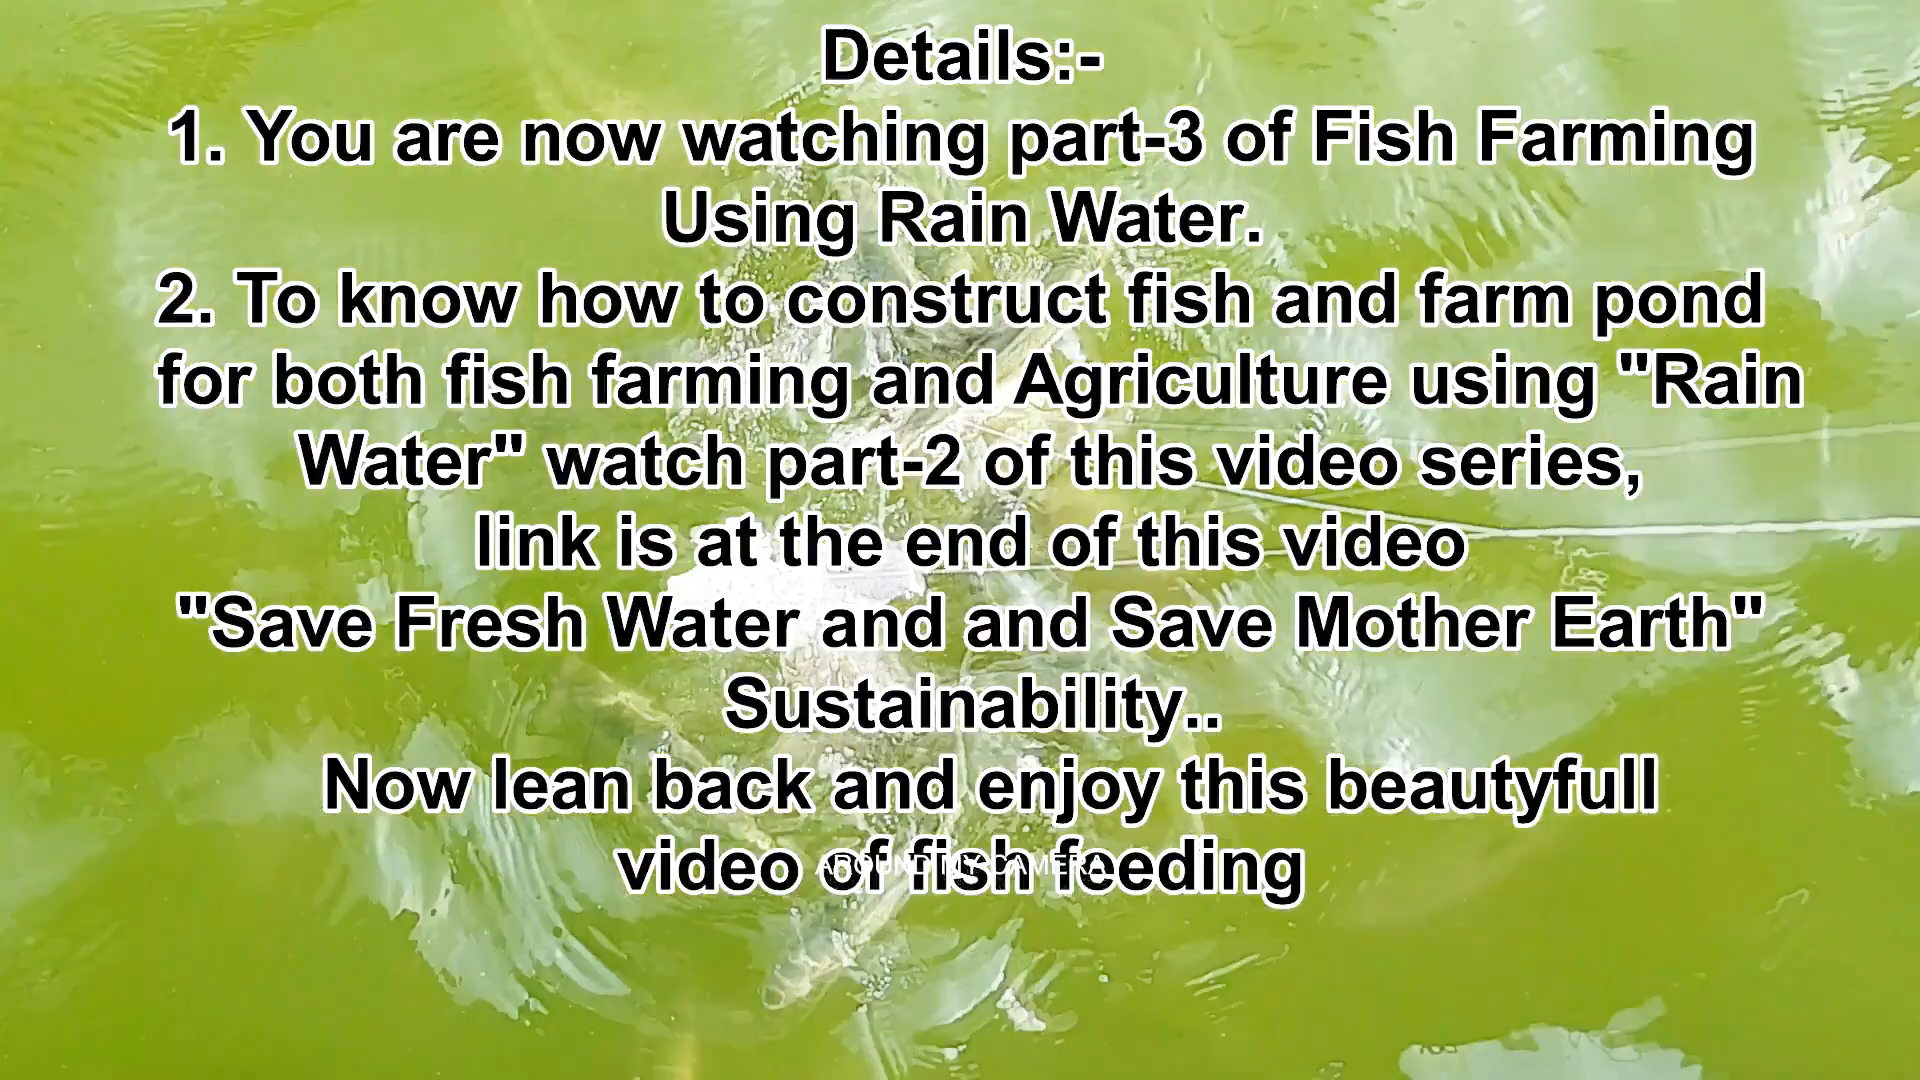 Details:-
1. You are now watching part-3 of Fish Farming
Using Rain Water.
2. To know how to construct fish and farm pond
for both fish farming and Agriculture using "Rain
Water" watch part-2 of this video series,
link is at the end of this video
"Save Fresh Water and and Save Mother Earth"
Sustainability..
Now lean back and enjoy this beautyfull
video of fish feeding
AROUND MY CAMERA